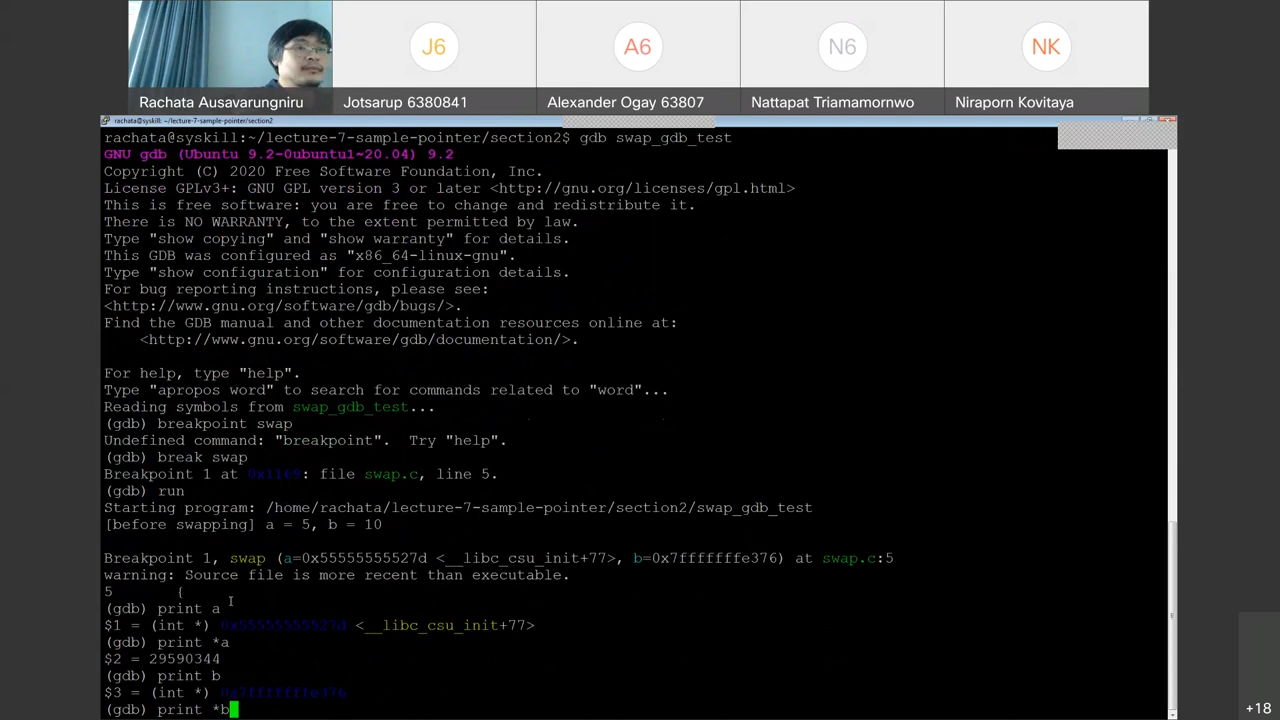 J6
A6
N6
NK
Rachata Ausavarungniru
Jotsarup 6380841
Alexander Ogay 63807
Nattapat Triamamornwo
Niraporn Kovitaya
rachata@syskill:~/lecture-7-sample-pointer/section2
rachata@syskill:~/lecture-7-sample-pointer/section2$ gdb swap_gdb_test
GNU gdb (Ubuntu 9.2-0ubuntu1~20.04) 9.2
Copyright (C) 2020 Free Software Foundation, Inc.
License GPLv3+: GNU GPL version 3 or later <http://gnu.org/licenses/gpl.html>
This is free software: you are free to change and redistribute it.
There is NO WARRANTY, to the extent permitted by law.
Type "show copying" and "show warranty" for details.
This GDB was configured as "x86_64-linux-gnu".
Type "show configuration" for configuration details.
For bug reporting instructions, please see:
<http://www.gnu.org/software/gdb/bugs/>.
Find the GDB manual and other documentation resources online at:
<http://www.gnu.org/software/gdb/documentation/>.
For help, type "help".
Type "apropos word" to search for commands related to "word"...
Reading symbols from swap_gdb_test...
(gdb) breakpoint swap
Undefined command: "breakpoint".  Try "help".
(gdb) break swap
Breakpoint 1 at 0x1169: file swap.c, line 5.
(gdb) run
Starting program: /home/rachata/lecture-7-sample-pointer/section2/swap_gdb_test
[before swapping] a = 5, b = 10
Breakpoint 1, swap (a=0x55555555527d <__libc_csu_init+77>, b=0x7fffffffe376) at swap.c:5
warning: Source file is more recent than executable.
5 {
(gdb) print a
$1 = (int *) 0x55555555527d <__libc_csu_init+77>
(gdb) print *a
$2 = 29590344
(gdb) print b
$3 = (int *) 0x7fffffffe376
(gdb) print *b
+18